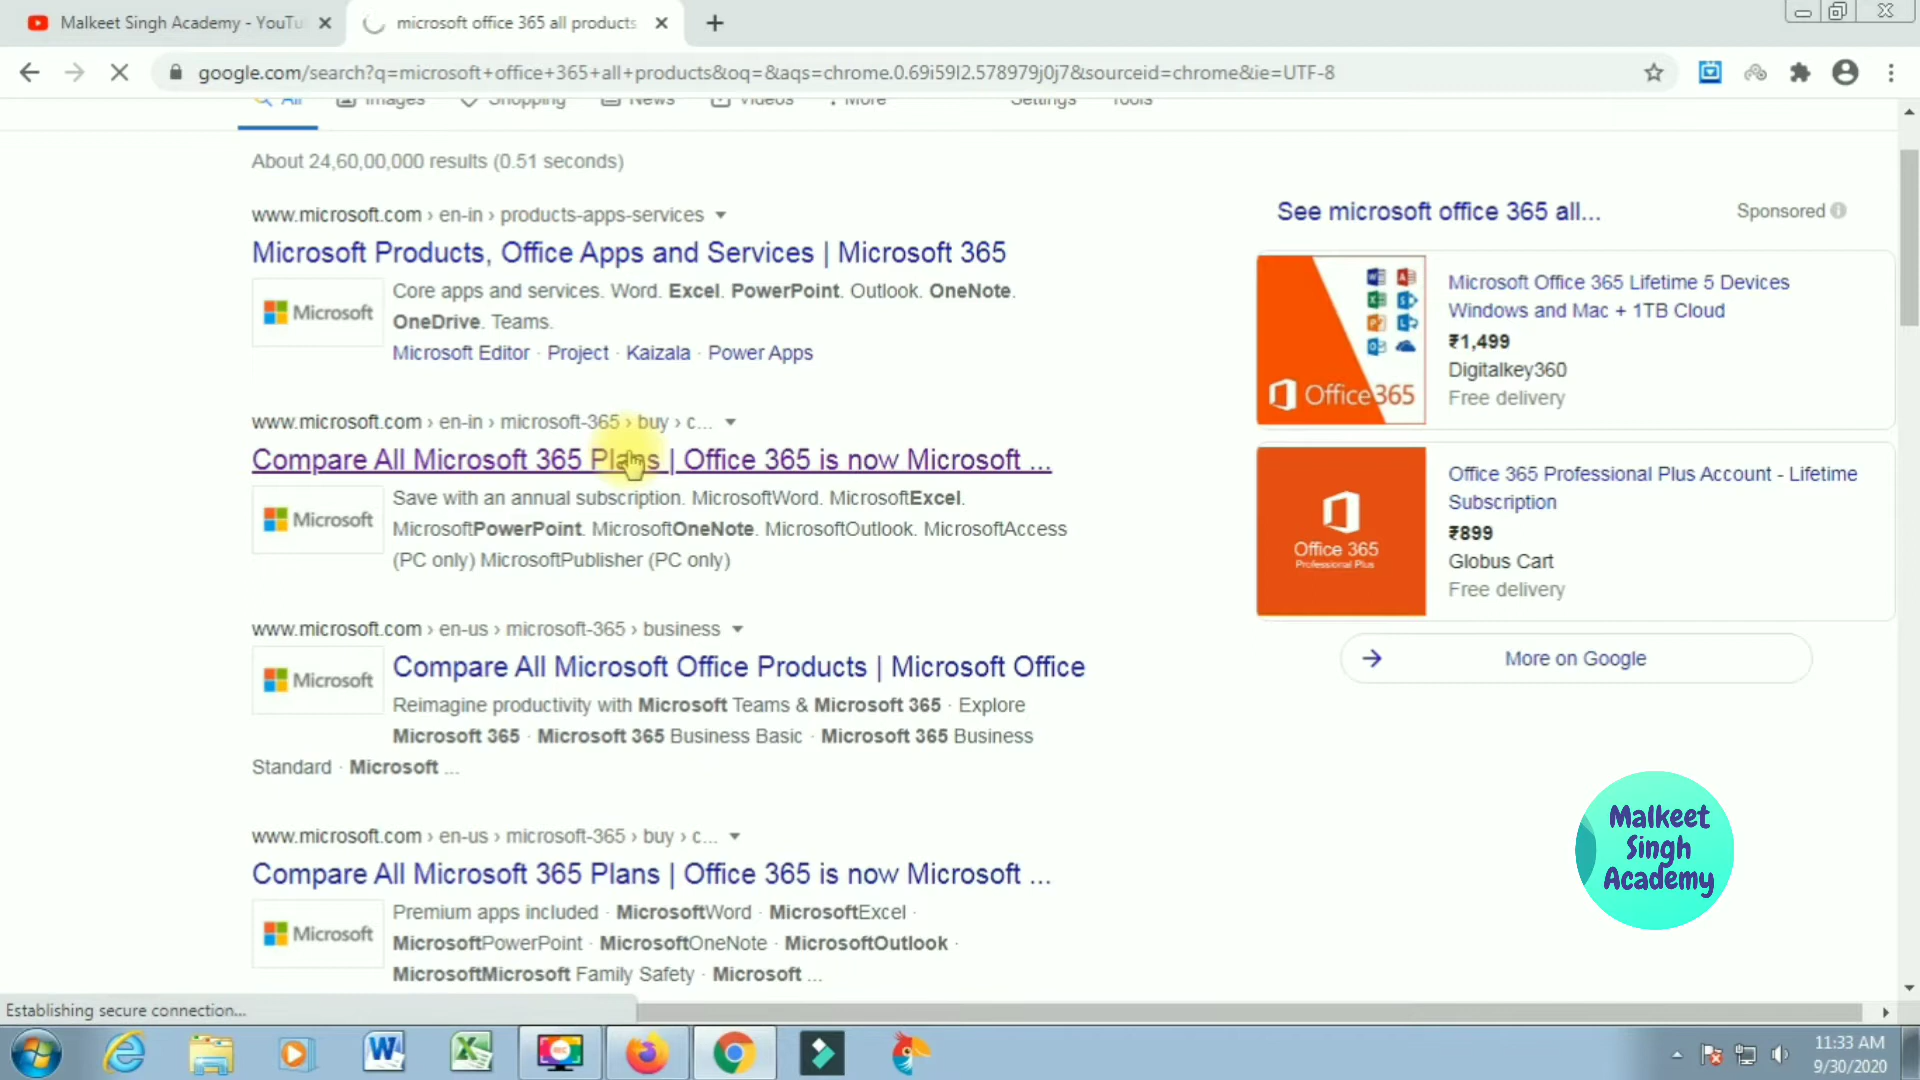 Malkeet Singh Academy - YouTu
microsoft office 365 all products
google.com/search?q=microsoft+office+365+all+products&oq=&aqs=chrome.0.69i59l2.578979j0j7&sourceid=chrome&ie=UTF-8
All Images Shopping News Videos More Settings Tools
About 24,60,00,000 results (0.51 seconds)
www.microsoft.com › en-in › products-apps-services
Microsoft Products, Office Apps and Services | Microsoft 365
Microsoft
Core apps and services. Word. Excel. PowerPoint. Outlook. OneNote.
OneDrive. Teams.
Microsoft Editor · Project · Kaizala · Power Apps
www.microsoft.com › en-in › microsoft-365 › buy › c...
Compare All Microsoft 365 Plans | Office 365 is now Microsoft ...
Microsoft
Save with an annual subscription. MicrosoftWord. MicrosoftExcel.
MicrosoftPowerPoint. MicrosoftOneNote. MicrosoftOutlook. MicrosoftAccess
(PC only) MicrosoftPublisher (PC only)
www.microsoft.com › en-us › microsoft-365 › business
Compare All Microsoft Office Products | Microsoft Office
Microsoft
Reimagine productivity with Microsoft Teams & Microsoft 365 · Explore
Microsoft 365 · Microsoft 365 Business Basic · Microsoft 365 Business
Standard · Microsoft ...
www.microsoft.com › en-us › microsoft-365 › buy › c...
Compare All Microsoft 365 Plans | Office 365 is now Microsoft ...
Microsoft
Premium apps included · MicrosoftWord · MicrosoftExcel ·
MicrosoftPowerPoint · MicrosoftOneNote · MicrosoftOutlook ·
MicrosoftMicrosoft Family Safety · Microsoft ...
See microsoft office 365 all...
Sponsored
Office 365
Microsoft Office 365 Lifetime 5 Devices
Windows and Mac + 1TB Cloud
₹1,499
Digitalkey360
Free delivery
Office 365
Professional Plus
Office 365 Professional Plus Account - Lifetime
Subscription
₹899
Globus Cart
Free delivery
More on Google
Malkeet
Singh
Academy
Establishing secure connection...
11:33 AM
9/30/2020